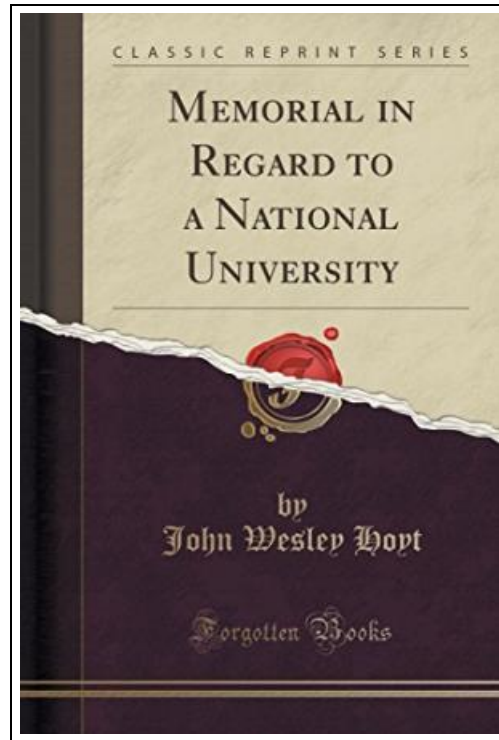 CLASSIC REPRINT SERIES
MEMORIAL IN
REGARD TO
A NATIONAL
UNIVERSITY
by
John Wesley Hoyt
Forgotten Books